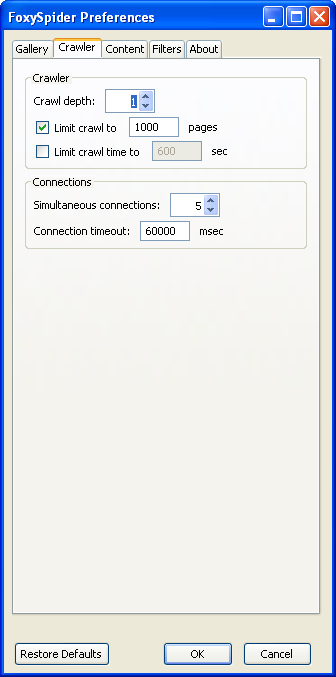 FoxySpider Preferences
Gallery Crawler Content Filters About
Crawler
Crawl depth: 1
Limit crawl to 1000 pages
Limit crawl time to 600 sec
Connections
Simultaneous connections: 5
Connection timeout: 60000 msec
Restore Defaults OK Cancel